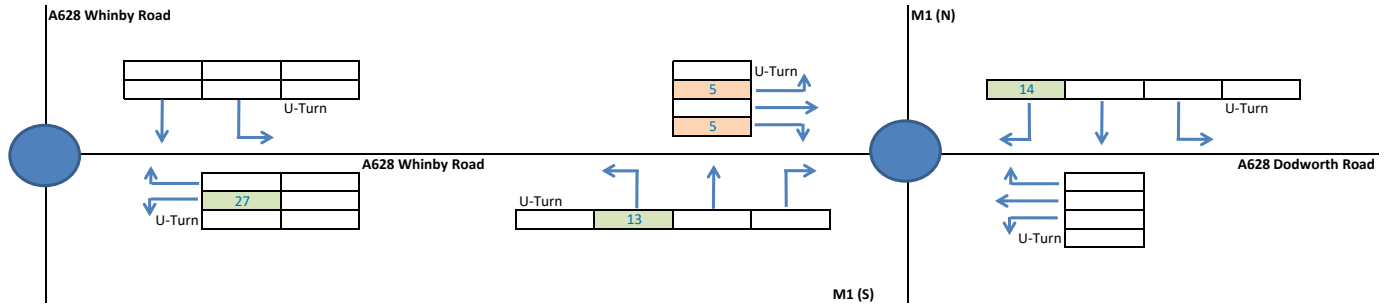 A628 Whinby Road
M1 (N)
U-Turn
5
14
U-Turn
U-Turn
5
A628 Whinby Road
A628 Dodworth Road
27
U-Turn
U-Turn
13
U-Turn
M1 (S)